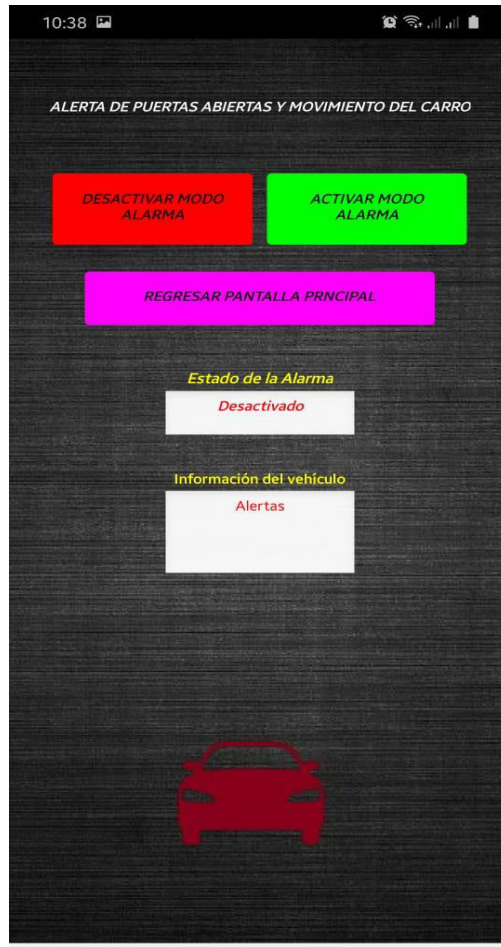 10:38
ALERTA DE PUERTAS ABIERTAS Y MOVIMIENTO DEL CARRO
DESACTIVAR MODO
ALARMA
ACTIVAR MODO
ALARMA
REGRESAR PANTALLA PRNCIPAL
Estado de la Alarma
Desactivado
Información del vehículo
Alertas